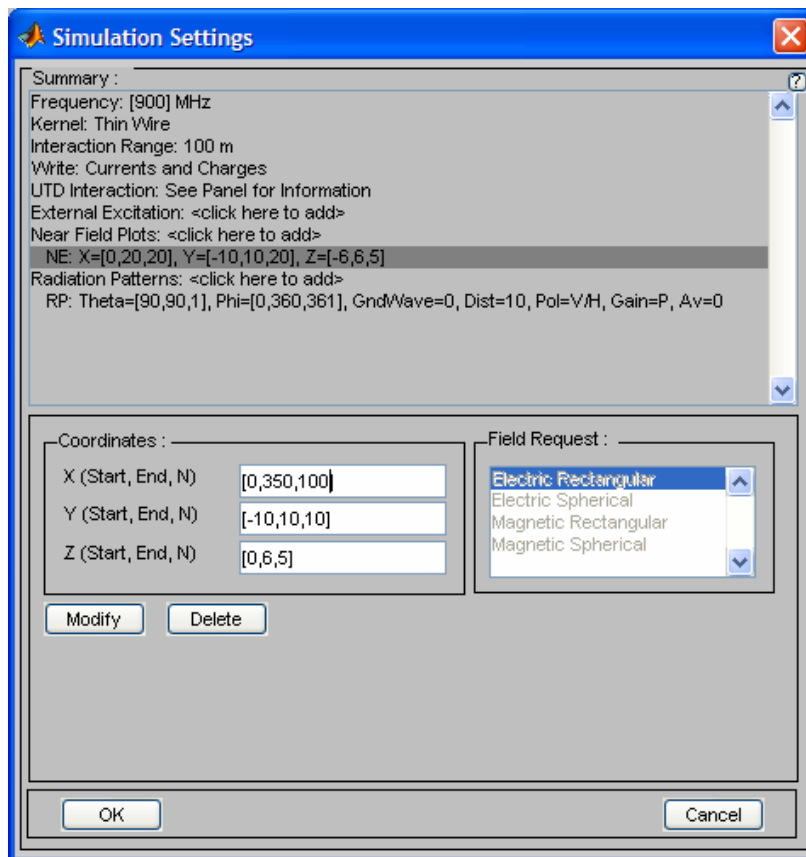 Simulation Settings
Summary :
?
Frequency: [900] MHz
Kernel: Thin Wire
Interaction Range: 100 m
Write: Currents and Charges
UTD Interaction: See Panel for Information
External Excitation: <click here to add>
Near Field Plots: <click here to add>
NE: X=[0,20,20], Y=[-10,10,20], Z=[-6,6,5]
Radiation Patterns: <click here to add>
RP: Theta=[90,90,1], Phi=[0,360,361], GndWave=0, Dist=10, Pol=V/H, Gain=P, Av=0
Coordinates :
X (Start, End, N) [0,350,100]
Y (Start, End, N) [-10,10,10]
Z (Start, End, N) [0,6,5]
Field Request :
Electric Rectangular
Electric Spherical
Magnetic Rectangular
Magnetic Spherical
Modify Delete
OK Cancel